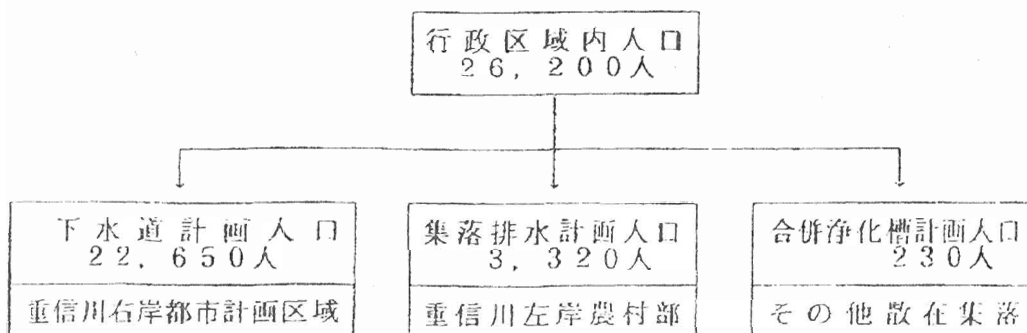 行政区域内人口
26，200人
下水道計画人口
22，650人
重信川右岸都市計画区域
集落排水計画人口
3，320人
重信川左岸農村部
合併浄化槽計画人口
230人
その他散在集落